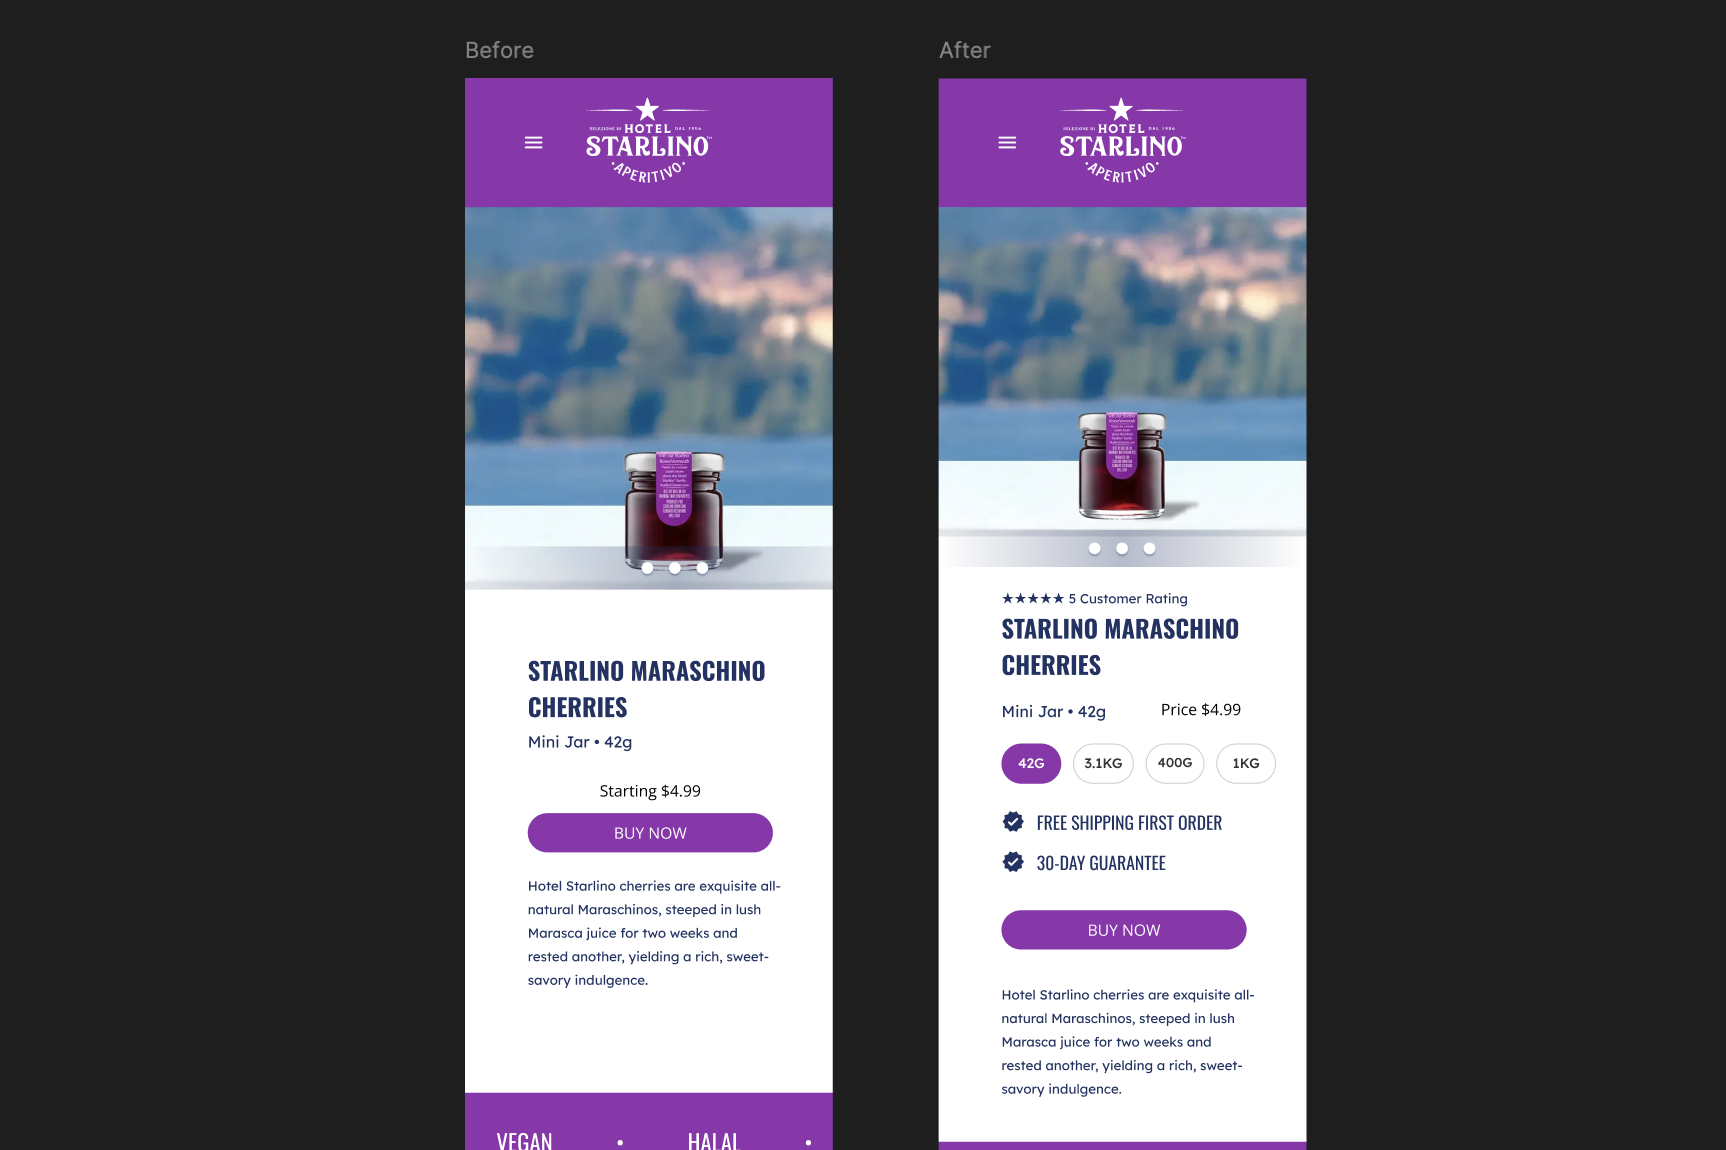 Before
SELEZIONE DI HOTEL DAL 1986
STARLINO™
•APERITIVO•
STARLINO MARASCHINO
CHERRIES
Mini Jar • 42g
Starting $4.99
BUY NOW
Hotel Starlino cherries are exquisite all-
natural Maraschinos, steeped in lush
Marasca juice for two weeks and
rested another, yielding a rich, sweet-
savory indulgence.
VEGAN • HALAL •
After
SELEZIONE DI HOTEL DAL 1986
STARLINO™
•APERITIVO•
★★★★★ 5 Customer Rating
STARLINO MARASCHINO
CHERRIES
Mini Jar • 42g Price $4.99
42G 3.1KG 400G 1KG
FREE SHIPPING FIRST ORDER
30-DAY GUARANTEE
BUY NOW
Hotel Starlino cherries are exquisite all-
natural Maraschinos, steeped in lush
Marasca juice for two weeks and
rested another, yielding a rich, sweet-
savory indulgence.